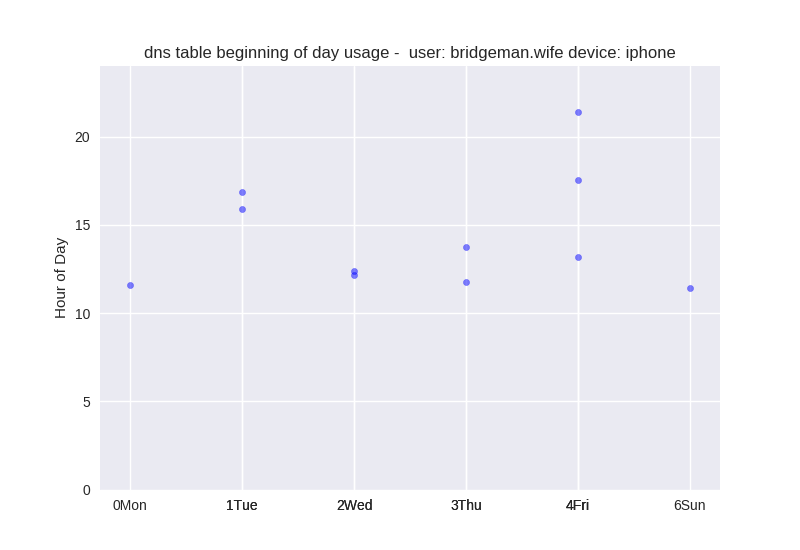 dns table beginning of day usage -  user: bridgeman.wife device: iphone
Hour of Day
20
15
10
5
0
0Mon 1Tue 2Wed 3Thu 4Fri 6Sun